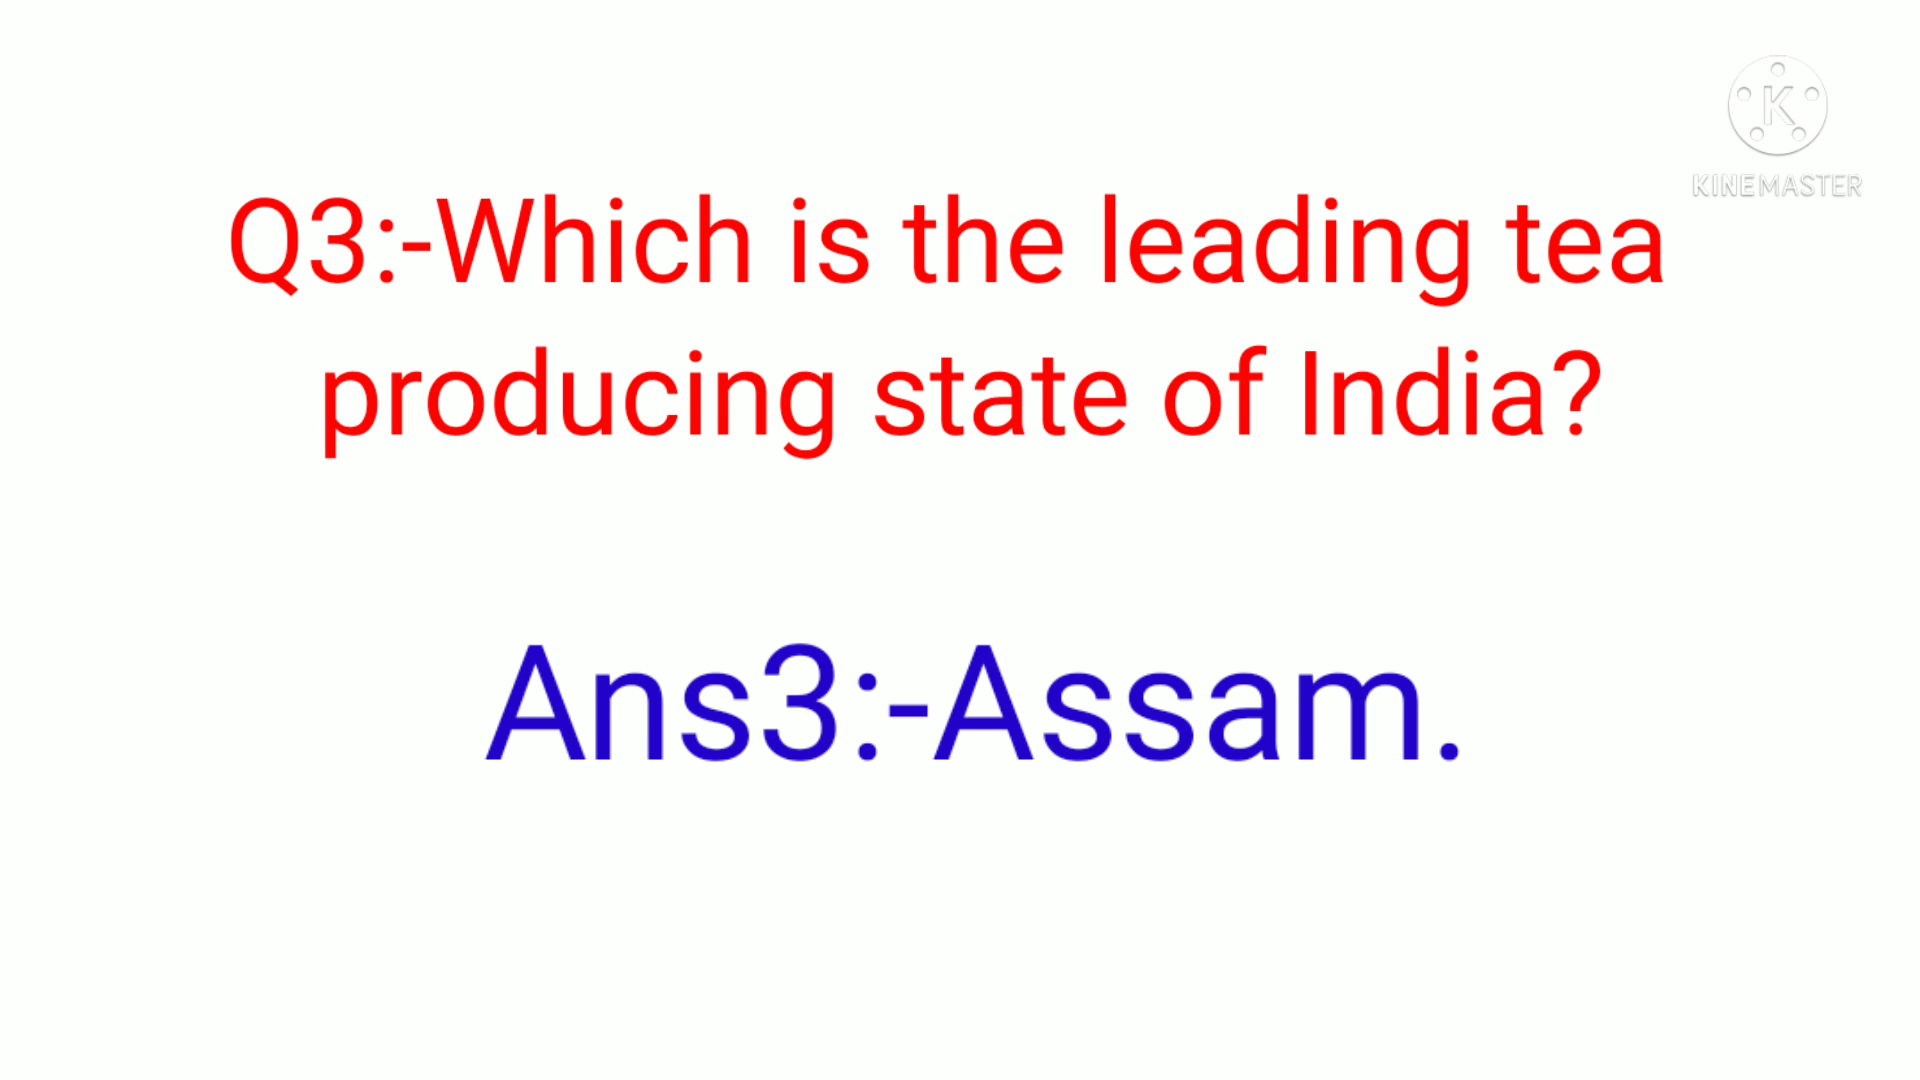 K
KINEMASTER
Q3:-Which is the leading tea
producing state of India?
Ans3:-Assam.